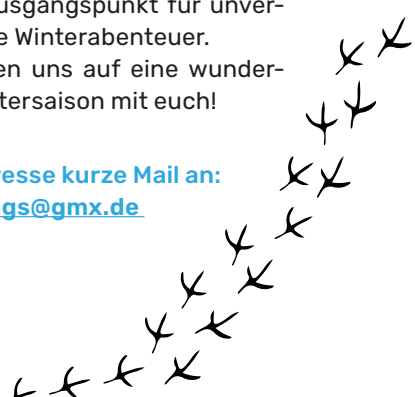 usgangspunkt für unver-
e Winterabenteuer.
en uns auf eine wunder-
tersaison mit euch!
resse kurze Mail an:
gs@gmx.de